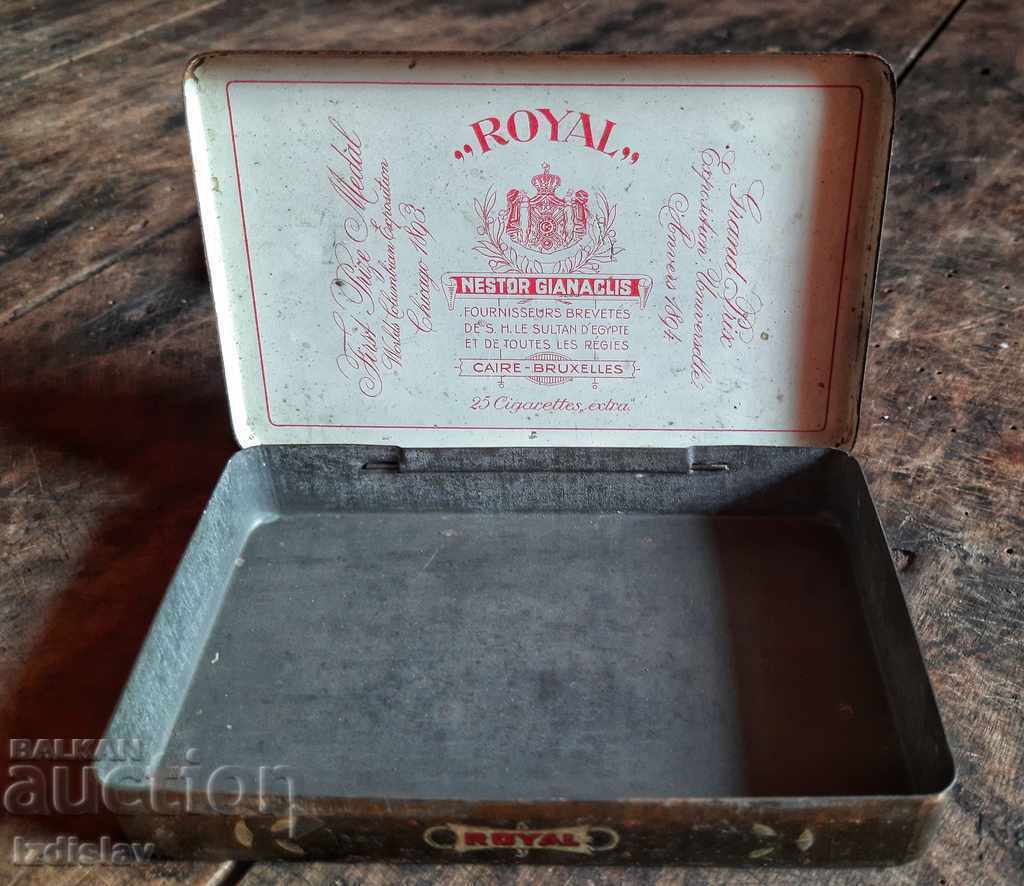 „ROYAL„
First Prize Medal
World's Columbian Exposition
Chicago 1893
Grand Prix
Exposition Universelle
Anvers 1894
NESTOR GIANACLIS
FOURNISSEURS BREVETÉS
DE S. H. LE SULTAN D'EGYPTE
ET DE TOUTES LES RÉGIES
CAIRE - BRUXELLES
25 Cigarettes „extra"
ROYAL
BALKAN
auction
Izdislav